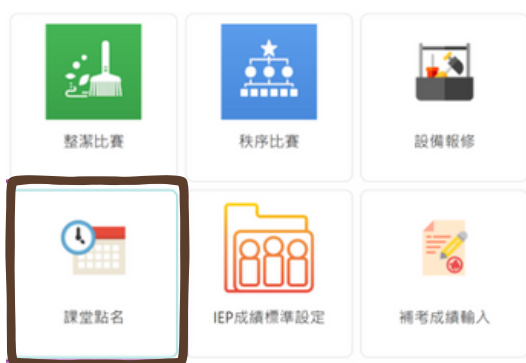 整潔比賽
秩序比賽
設備報修
課堂點名
IEP成績標準設定
補考成績輸入